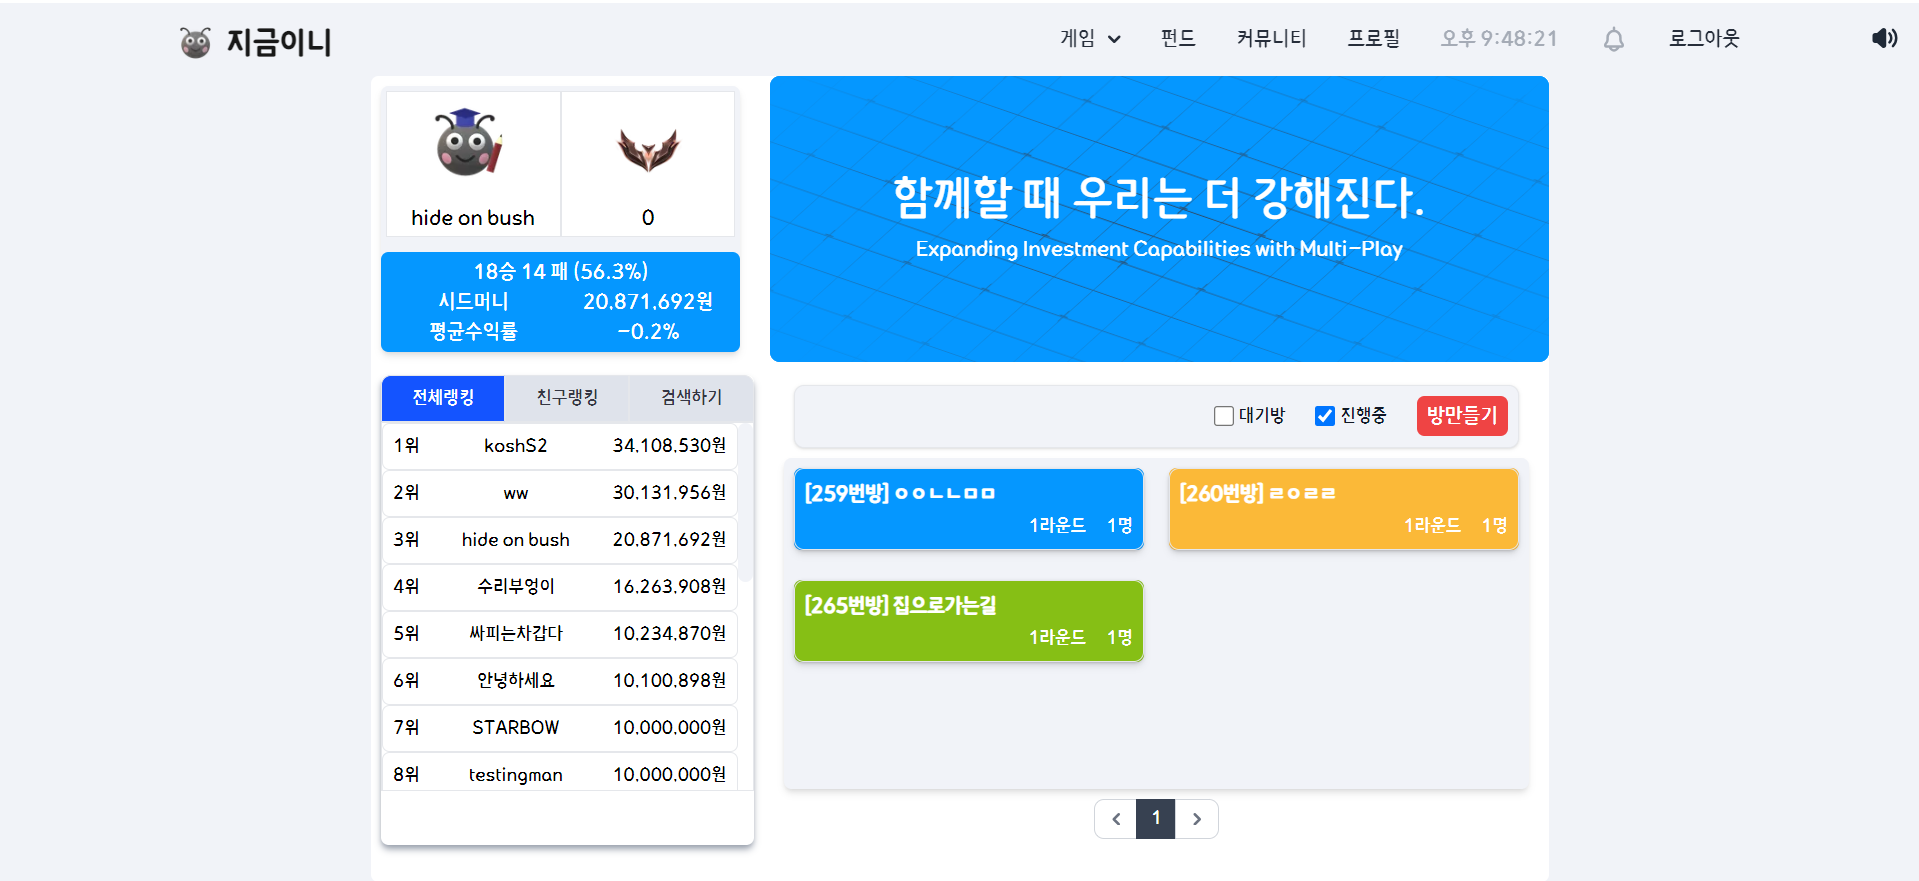 지금이니
게임 펀드 커뮤니티 프로필 오후 9:48:21 로그아웃
hide on bush 0
18승 14 패 (56.3%)
시드머니 20,871,692원
평균수익률 -0.2%
함께할 때 우리는 더 강해진다.
Expanding Investment Capabilities with Multi-Play
전체랭킹 친구랭킹 검색하기
1위 koshS2 34,108,530원
2위 ww 30,131,956원
3위 hide on bush 20,871,692원
4위 수리부엉이 16,263,908원
5위 싸피는차갑다 10,234,870원
6위 안녕하세요 10,100,898원
7위 STARBOW 10,000,000원
8위 testingman 10,000,000원
대기방 진행중 방만들기
[259번방] ㅇㅇㄴㄴㅁㅁ
1라운드 1명
[260번방] ㄹㅇㄹㄹ
1라운드 1명
[265번방] 집으로가는길
1라운드 1명
1